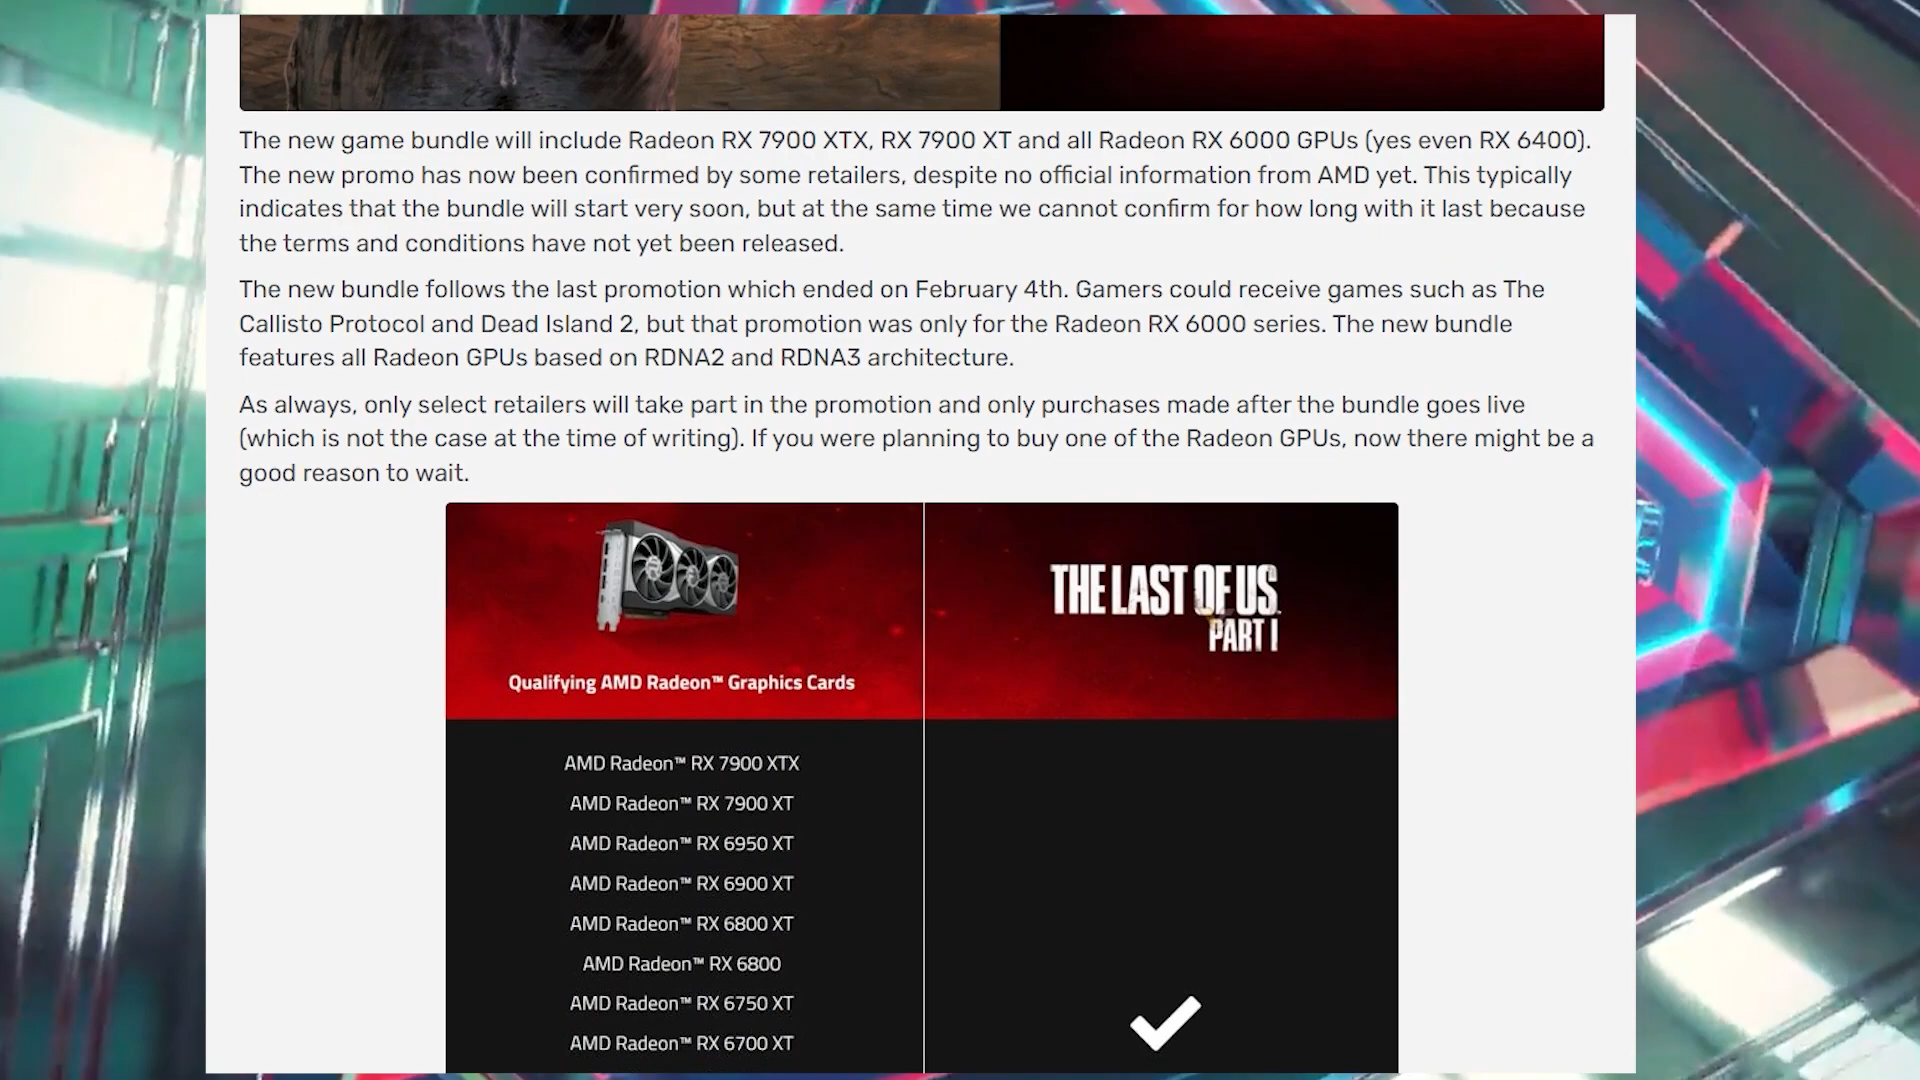 The new game bundle will include Radeon RX 7900 XTX, RX 7900 XT and all Radeon RX 6000 GPUs (yes even RX 6400).
The new promo has now been confirmed by some retailers, despite no official information from AMD yet. This typically
indicates that the bundle will start very soon, but at the same time we cannot confirm for how long with it last because
the terms and conditions have not yet been released.
The new bundle follows the last promotion which ended on February 4th. Gamers could receive games such as The
Callisto Protocol and Dead Island 2, but that promotion was only for the Radeon RX 6000 series. The new bundle
features all Radeon GPUs based on RDNA2 and RDNA3 architecture.
As always, only select retailers will take part in the promotion and only purchases made after the bundle goes live
(which is not the case at the time of writing). If you were planning to buy one of the Radeon GPUs, now there might be a
good reason to wait.
THE LAST OF US
PART I
Qualifying AMD Radeon™ Graphics Cards
AMD Radeon™ RX 7900 XTX
AMD Radeon™ RX 7900 XT
AMD Radeon™ RX 6950 XT
AMD Radeon™ RX 6900 XT
AMD Radeon™ RX 6800 XT
AMD Radeon™ RX 6800
AMD Radeon™ RX 6750 XT
AMD Radeon™ RX 6700 XT